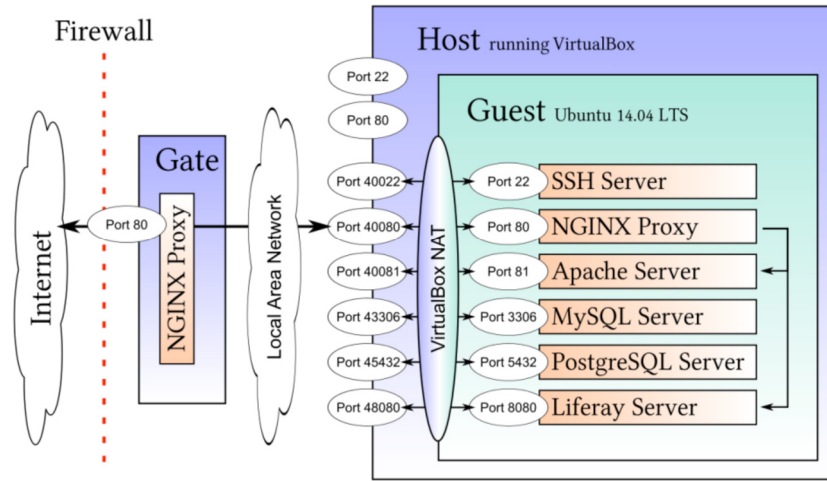 Firewall
Host running VirtualBox
Port 22
Guest Ubuntu 14.04 LTS
Port 80
Gate
Port 40022
Port 22
SSH Server
Internet
Port 80
NGINX Proxy
Local Area Network
Port 40080
VirtualBox NAT
Port 80
NGINX Proxy
Port 40081
Port 81
Apache Server
Port 43306
Port 3306
MySQL Server
Port 45432
Port 5432
PostgreSQL Server
Port 48080
Port 8080
Liferay Server